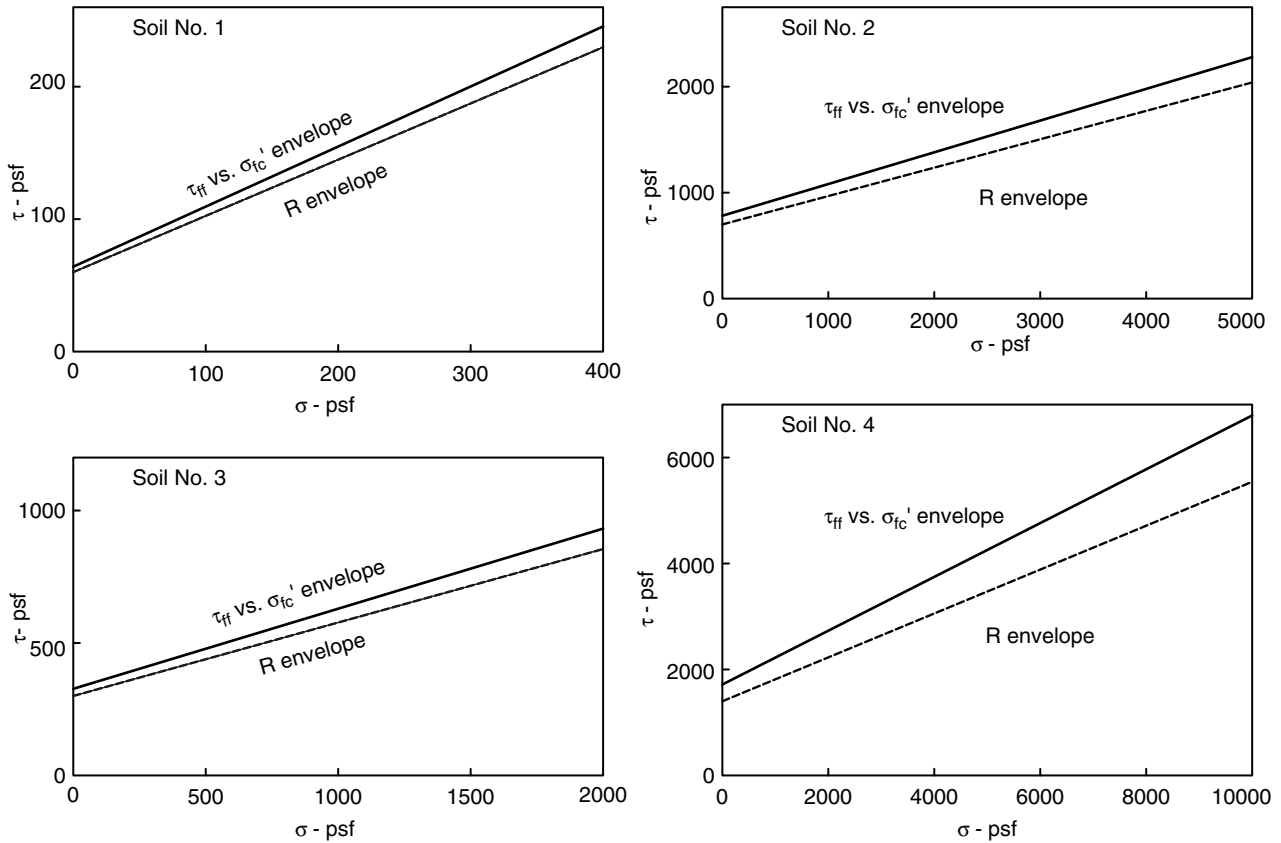 Soil No. 1
200
100
0
τ - psf
τff vs. σfc' envelope
R envelope
0 100 200 300 400
σ - psf
Soil No. 2
2000
1000
0
τ - psf
τff vs. σfc' envelope
R envelope
0 1000 2000 3000 4000 5000
σ - psf
Soil No. 3
1000
500
0
τ- psf
τff vs. σfc' envelope
R envelope
0 500 1000 1500 2000
σ - psf
Soil No. 4
6000
4000
2000
0
τ - psf
τff vs. σfc' envelope
R envelope
0 2000 4000 6000 8000 10000
σ - psf